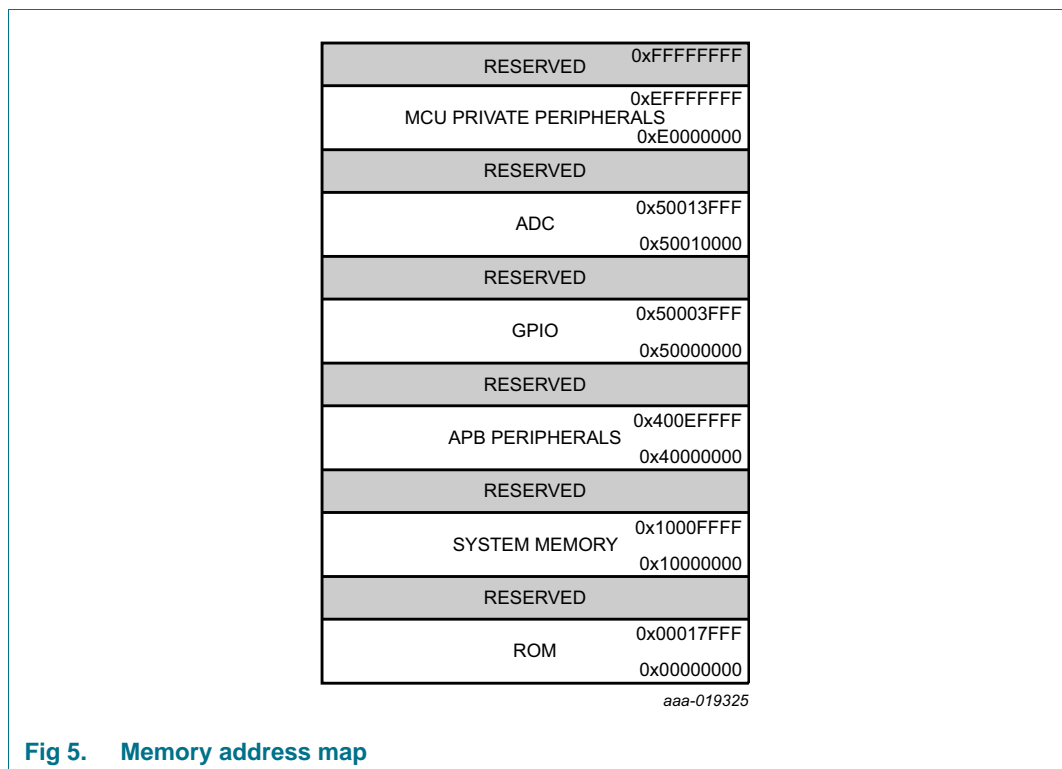 RESERVED 0xFFFFFFFF
0xEFFFFFFF
MCU PRIVATE PERIPHERALS
0xE0000000
RESERVED
0x50013FFF
ADC
0x50010000
RESERVED
0x50003FFF
GPIO
0x50000000
RESERVED
0x400EFFFF
APB PERIPHERALS
0x40000000
RESERVED
0x1000FFFF
SYSTEM MEMORY
0x10000000
RESERVED
0x00017FFF
ROM
0x00000000
aaa-019325
Fig 5. Memory address map